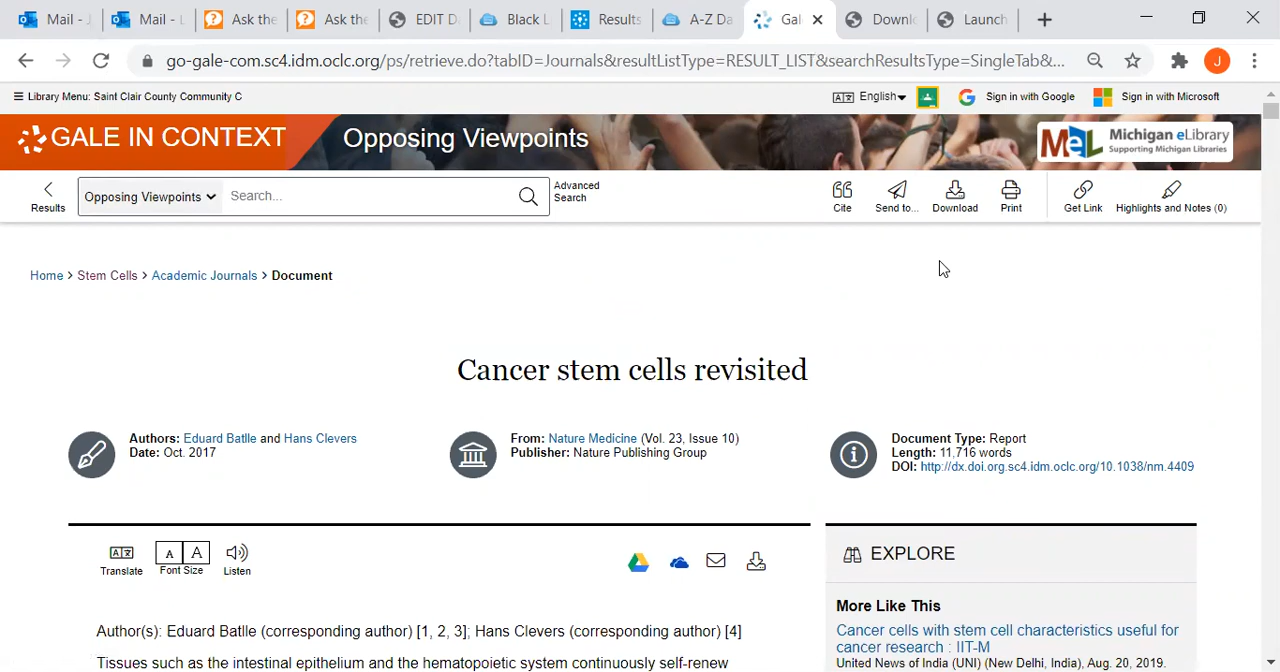 Mail - J
Mail - L
Ask the
Ask the
EDIT D
Black L
Results
A-Z Da
Gal
Downl
Launch
go-gale-com.sc4.idm.oclc.org/ps/retrieve.do?tabID=Journals&resultListType=RESULT_LIST&searchResultsType=SingleTab&...
J
Library Menu: Saint Clair County Community C
English
Sign in with Google
Sign in with Microsoft
GALE IN CONTEXT
Opposing Viewpoints
MeL Michigan eLibrary
Supporting Michigan Libraries
Results
Opposing Viewpoints
Search...
Advanced
Search
Cite
Send to...
Download
Print
Get Link
Highlights and Notes (0)
Home > Stem Cells > Academic Journals > Document
Cancer stem cells revisited
Authors: Eduard Batlle and Hans Clevers
Date: Oct. 2017
From: Nature Medicine (Vol. 23, Issue 10)
Publisher: Nature Publishing Group
Document Type: Report
Length: 11,716 words
DOI: http://dx.doi.org.sc4.idm.oclc.org/10.1038/nm.4409
Translate
A A
Font Size
Listen
EXPLORE
More Like This
Cancer cells with stem cell characteristics useful for
cancer research : IIT-M
United News of India (UNI) (New Delhi, India), Aug. 20, 2019.
Author(s): Eduard Batlle (corresponding author) [1, 2, 3]; Hans Clevers (corresponding author) [4]
Tissues such as the intestinal epithelium and the hematopoietic system continuously self-renew